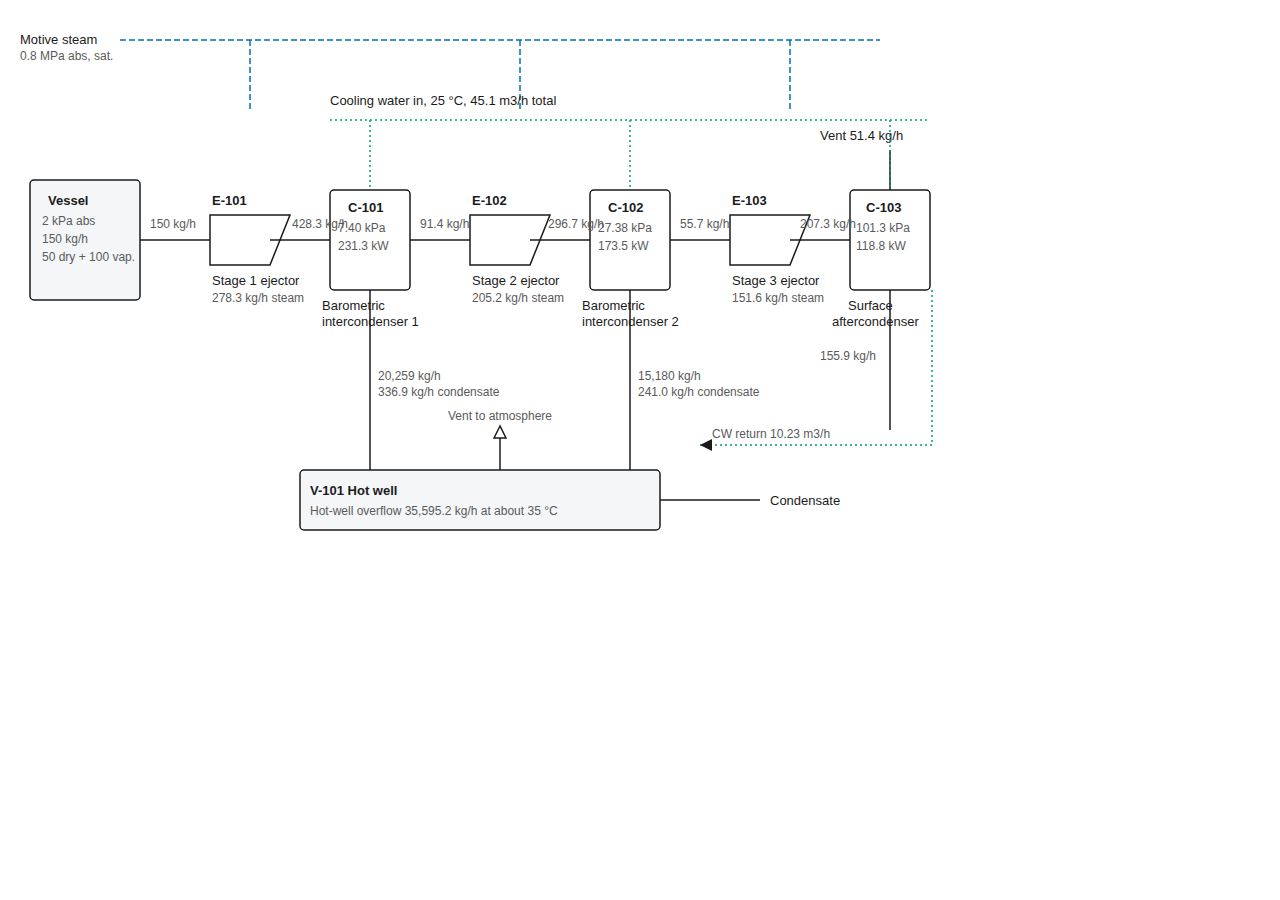 Motive steam
0.8 MPa abs, sat.
Cooling water in, 25 °C, 45.1 m3/h total
Vent 51.4 kg/h
Vessel
2 kPa abs
150 kg/h
50 dry + 100 vap.
150 kg/h
E-101
428.3 kg/h
Stage 1 ejector
278.3 kg/h steam
C-101
7.40 kPa
231.3 kW
Barometric
intercondenser 1
91.4 kg/h
E-102
296.7 kg/h
Stage 2 ejector
205.2 kg/h steam
C-102
27.38 kPa
173.5 kW
Barometric
intercondenser 2
55.7 kg/h
E-103
207.3 kg/h
Stage 3 ejector
151.6 kg/h steam
C-103
101.3 kPa
118.8 kW
Surface
aftercondenser
155.9 kg/h
20,259 kg/h
336.9 kg/h condensate
15,180 kg/h
241.0 kg/h condensate
Vent to atmosphere
CW return 10.23 m3/h
V-101 Hot well
Hot-well overflow 35,595.2 kg/h at about 35 °C
Condensate